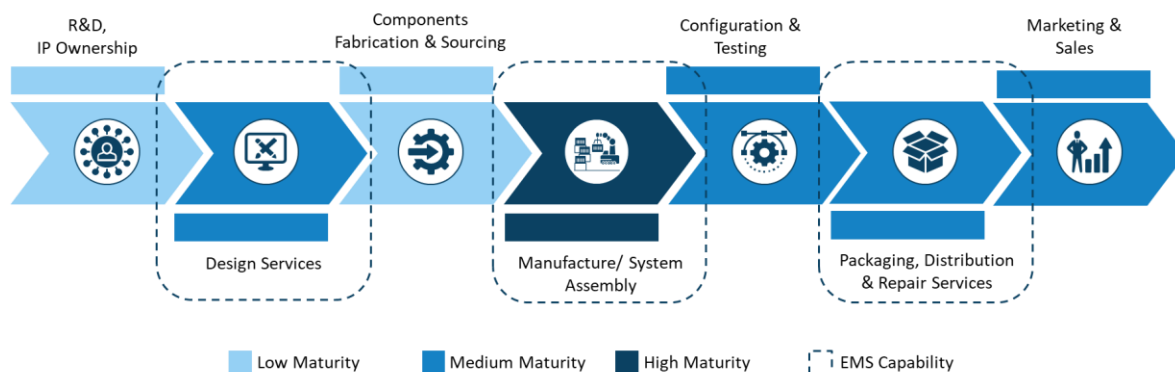 R&D,
IP Ownership
Components
Fabrication & Sourcing
Configuration &
Testing
Marketing &
Sales
Design Services
Manufacture/ System
Assembly
Packaging, Distribution
& Repair Services
Low Maturity
Medium Maturity
High Maturity
EMS Capability